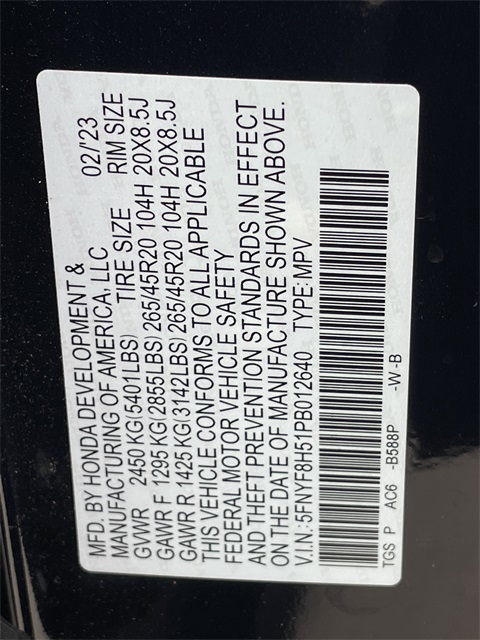 MFD. BY HONDA DEVELOPMENT & 02/'23
MANUFACTURING OF AMERICA, LLC
GVWR 2450 KG(5401LBS) TIRE SIZE RIM SIZE
GAWR F 1295 KG(2855LBS) 265/45R20 104H 20X8.5J
GAWR R 1425 KG(3142LBS) 265/45R20 104H 20X8.5J
THIS VEHICLE CONFORMS TO ALL APPLICABLE
FEDERAL MOTOR VEHICLE SAFETY
AND THEFT PREVENTION STANDARDS IN EFFECT
ON THE DATE OF MANUFACTURE SHOWN ABOVE.
V.I.N.:5FNYF8H51PB012640 TYPE:MPV
TGS P AC6 -B588P -W -B